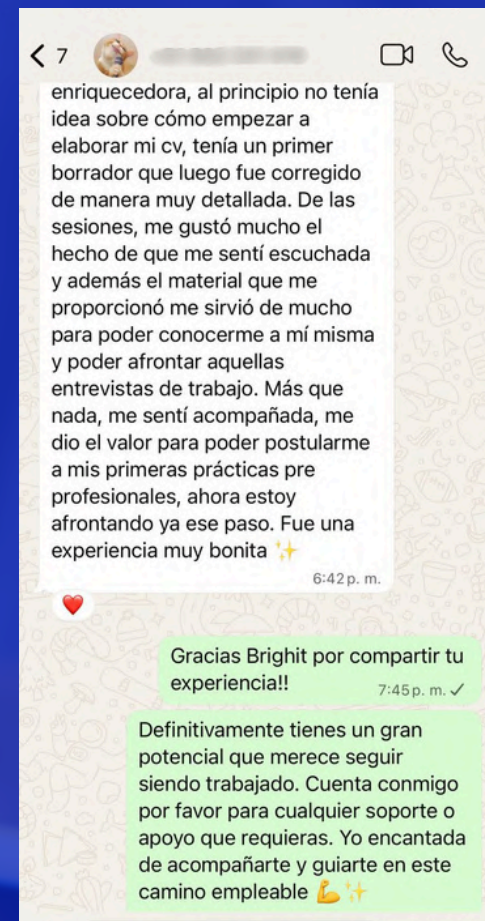 7
enriquecedora, al principio no tenía
idea sobre cómo empezar a
elaborar mi cv, tenía un primer
borrador que luego fue corregido
de manera muy detallada. De las
sesiones, me gustó mucho el
hecho de que me sentí escuchada
y además el material que me
proporcionó me sirvió de mucho
para poder conocerme a mí misma
y poder afrontar aquellas
entrevistas de trabajo. Más que
nada, me sentí acompañada, me
dio el valor para poder postularme
a mis primeras prácticas pre
profesionales, ahora estoy
afrontando ya ese paso. Fue una
experiencia muy bonita ✨
6:42 p. m.
Gracias Brighit por compartir tu
experiencia!!
7:45 p. m. ✓
Definitivamente tienes un gran
potencial que merece seguir
siendo trabajado. Cuenta conmigo
por favor para cualquier soporte o
apoyo que requieras. Yo encantada
de acompañarte y guiarte en este
camino empleable 💪✨